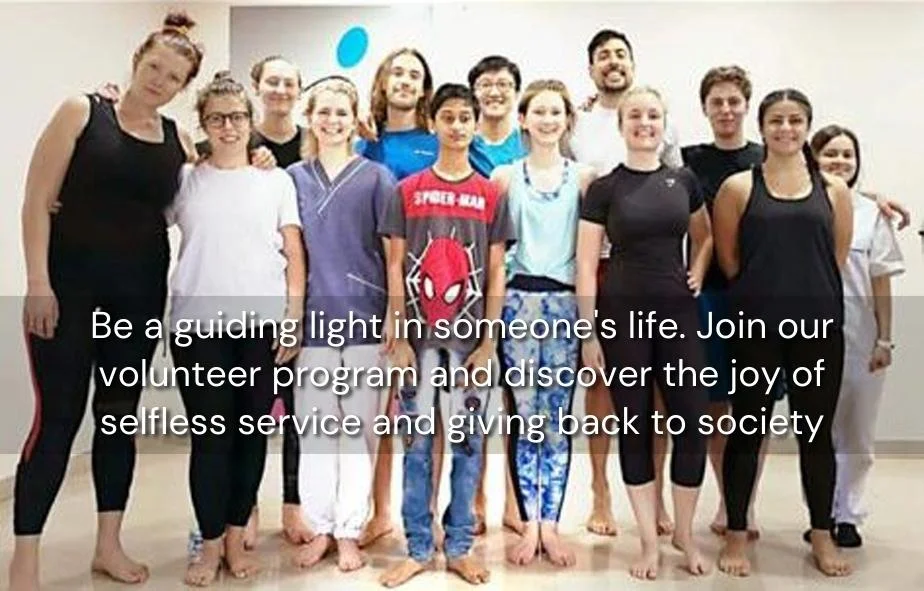 SPIDER-MAN
Be a guiding light in someone's life. Join our
volunteer program and discover the joy of
selfless service and giving back to society